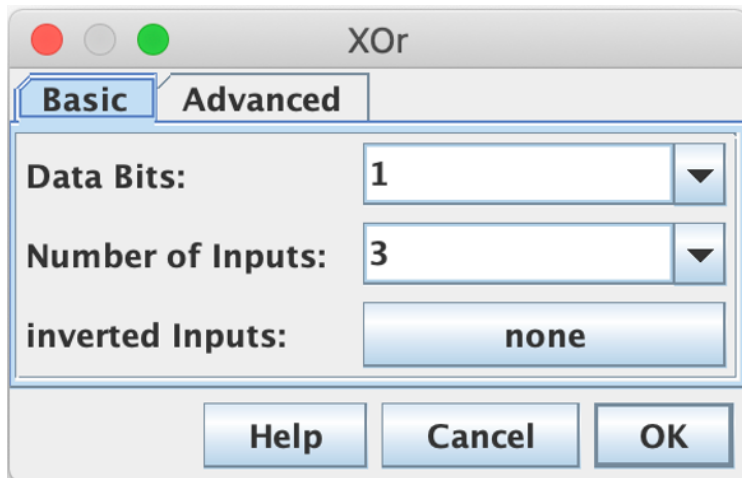 XOr
Basic Advanced
Data Bits: 1
Number of Inputs: 3
inverted Inputs: none
Help Cancel OK